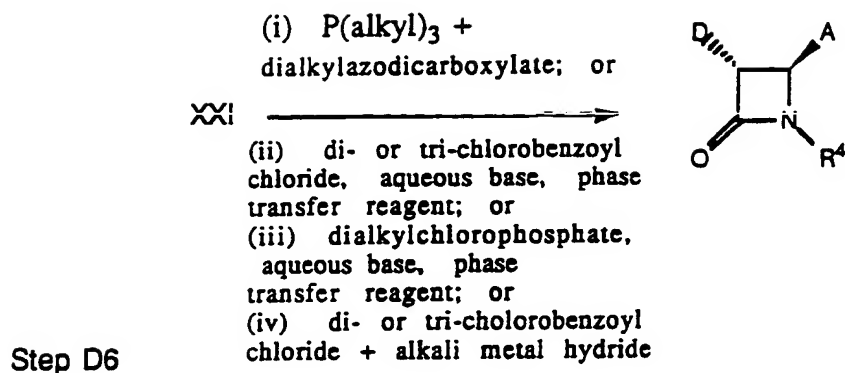 (i) P(alkyl)3 +
dialkylazodicarboxylate; or
XXI
(ii) di- or tri-chlorobenzoyl
chloride, aqueous base, phase
transfer reagent; or
(iii) dialkylchlorophosphate,
aqueous base, phase
transfer reagent; or
(iv) di- or tri-cholorobenzoyl
chloride + alkali metal hydride
Step D6
D A
N
O R4